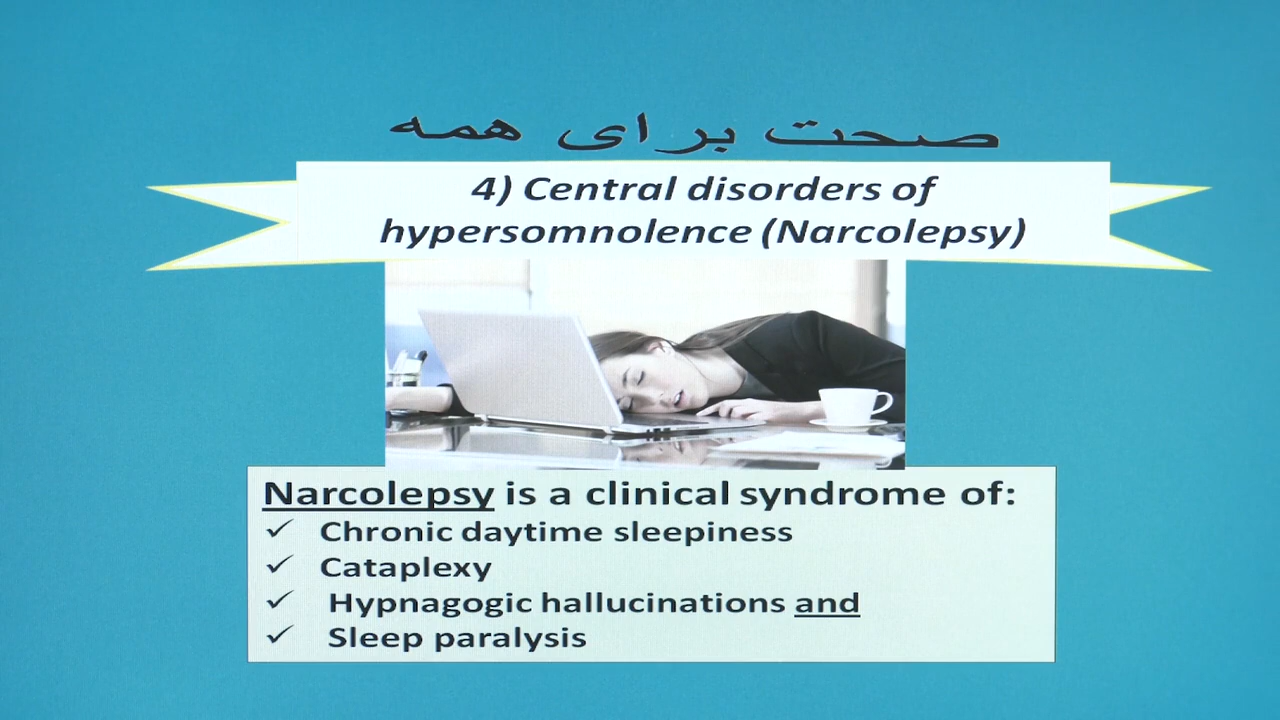 صحت برای همه
4) Central disorders of
hypersomnolence (Narcolepsy)
Narcolepsy is a clinical syndrome of:
✓ Chronic daytime sleepiness
✓ Cataplexy
✓ Hypnagogic hallucinations and
✓ Sleep paralysis